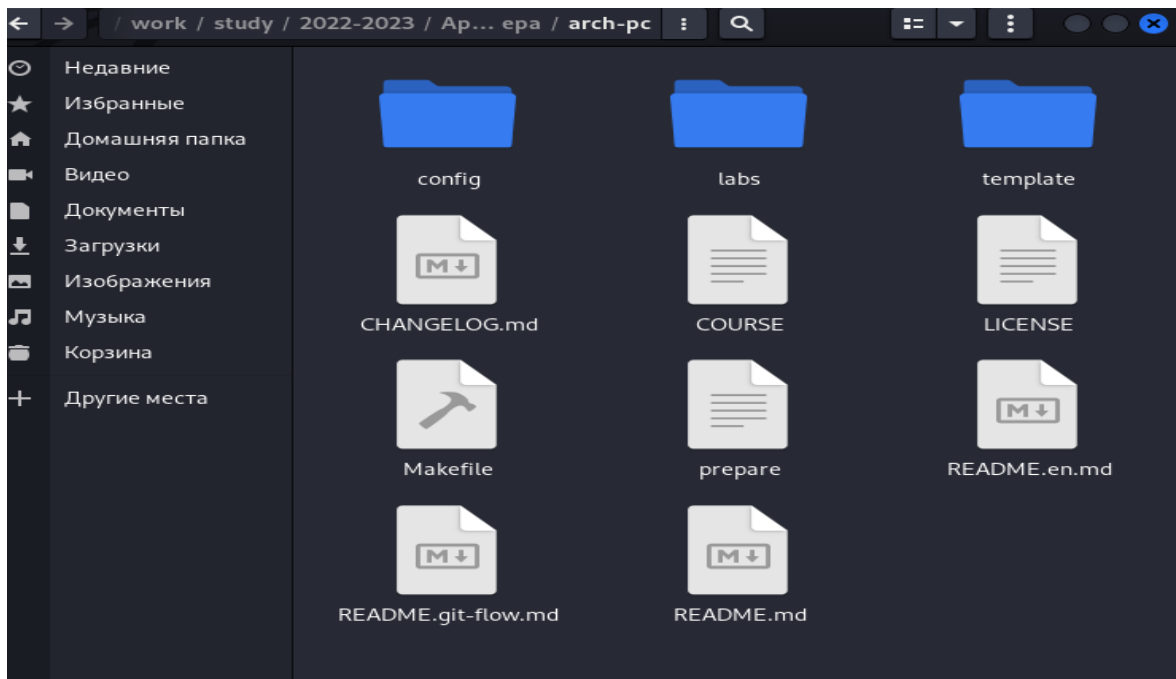 / work / study / 2022-2023 / Ap... ера / arch-pc
Недавние
Избранные
Домашняя папка
Видео
Документы
Загрузки
Изображения
Музыка
Корзина
Другие места
config labs template
CHANGELOG.md COURSE LICENSE
Makefile prepare README.en.md
README.git-flow.md README.md